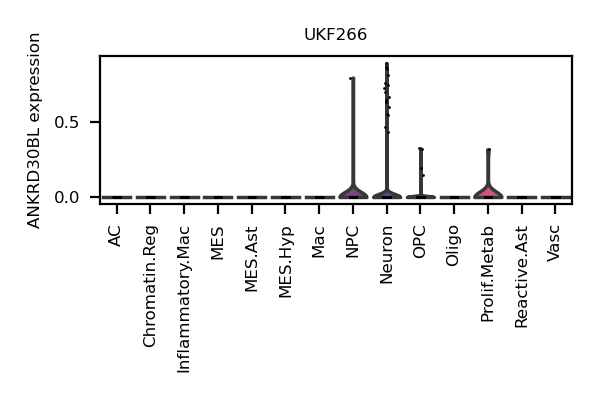 UKF266
ANKRD30BL expression
0.5
0.0
AC
Chromatin.Reg
Inflammatory.Mac
MES
MES.Ast
MES.Hyp
Mac
NPC
Neuron
OPC
Oligo
Prolif.Metab
Reactive.Ast
Vasc